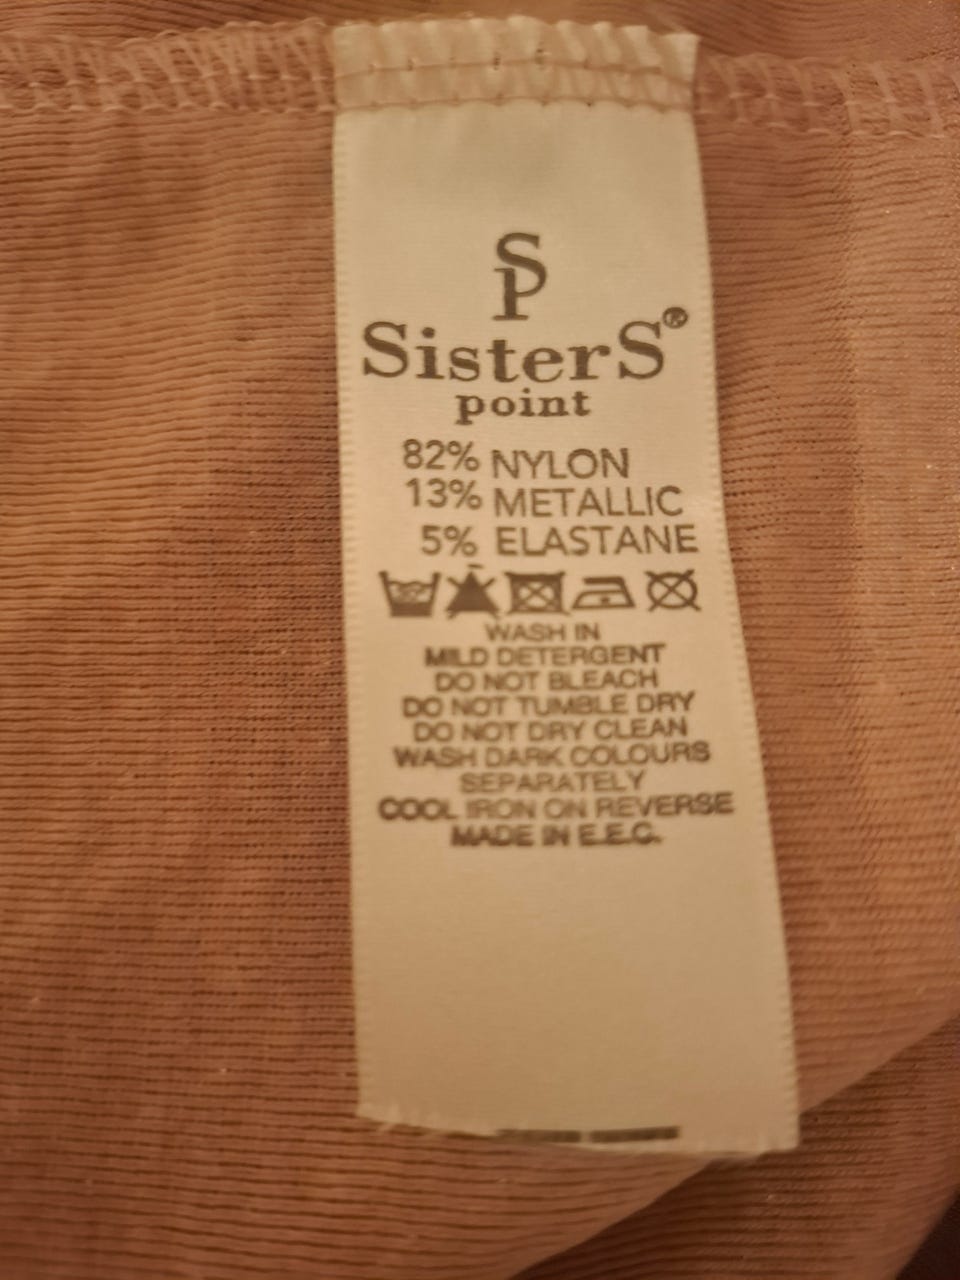 SP
SisterS®
point
82% NYLON
13% METALLIC
5% ELASTANE
WASH IN
MILD DETERGENT
DO NOT BLEACH
DO NOT TUMBLE DRY
DO NOT DRY CLEAN
WASH DARK COLOURS
SEPARATELY
COOL IRON ON REVERSE
MADE IN E.E.C.